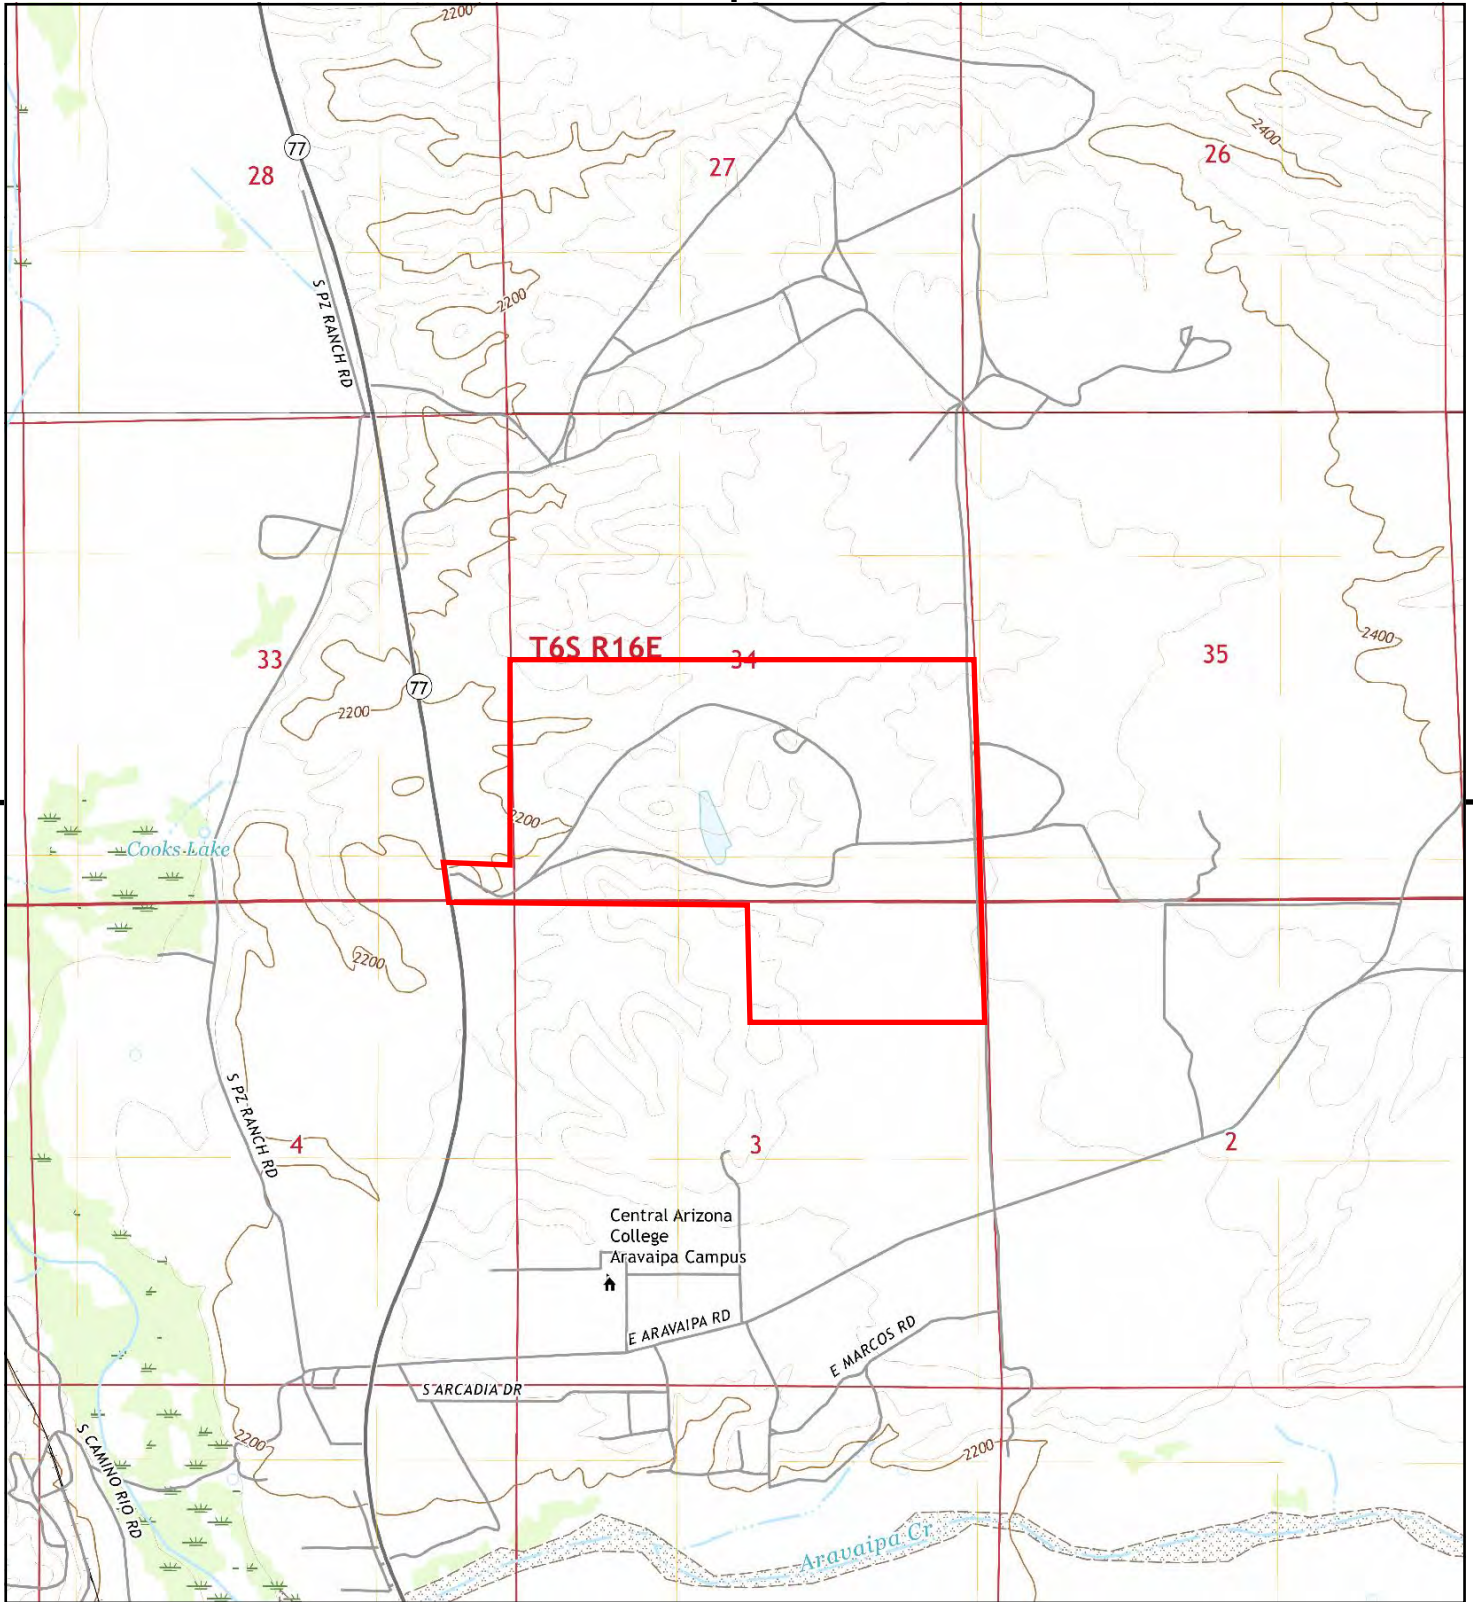 2200
77
28
27
26
2400
S PZ RANCH RD
2200
T6S R16E
34
33
35
2400
77
2200
2200
Cooks Lake
2200
S PZ RANCH RD
4
3
2
Central Arizona
College
Aravaipa Campus
E ARAVAIPA RD
E MARCOS RD
S ARCADIA DR
S CAMINO RIO RD
2200
2200
Aravaipa Cr